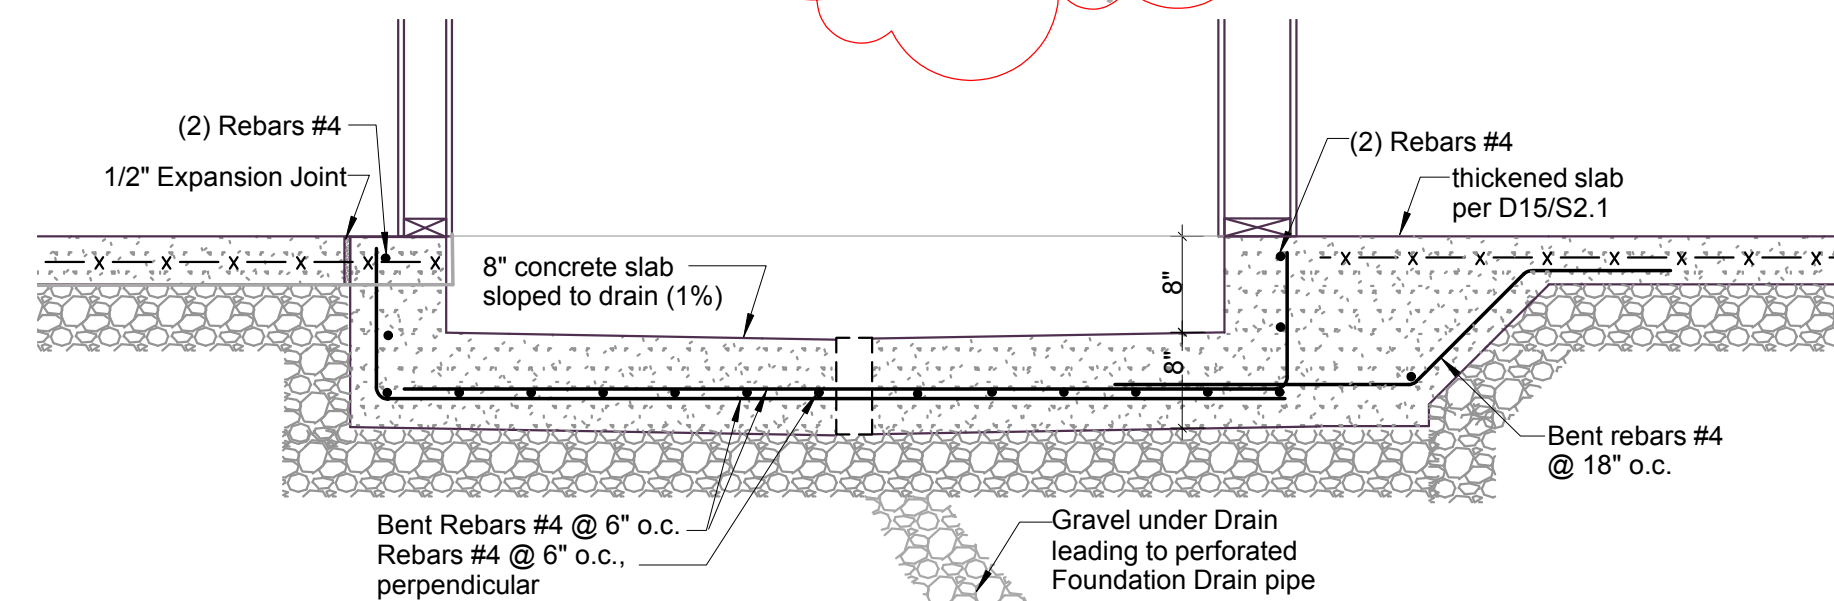 (2) Rebars #4
1/2" Expansion Joint
(2) Rebars #4
thickened slab
per D15/S2.1
8" concrete slab
sloped to drain (1%)
8"
8"
X X X X X X
X X X X X X X X
Bent rebars #4
@ 18" o.c.
Bent Rebars #4 @ 6" o.c.
Rebars #4 @ 6" o.c.,
perpendicular
Gravel under Drain
leading to perforated
Foundation Drain pipe